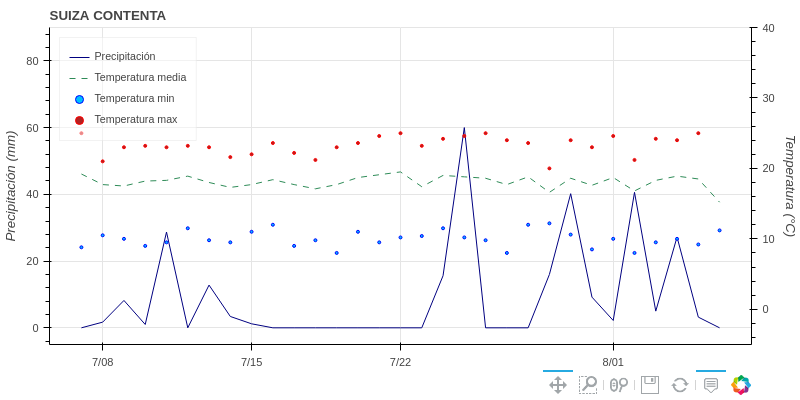 SUIZA CONTENTA
Precipitación
Temperatura media
Temperatura min
Temperatura max
Precipitación (mm)
80
60
40
20
0
40
30
20
10
0
Temperatura (°C)
7/08
7/15
7/22
8/01